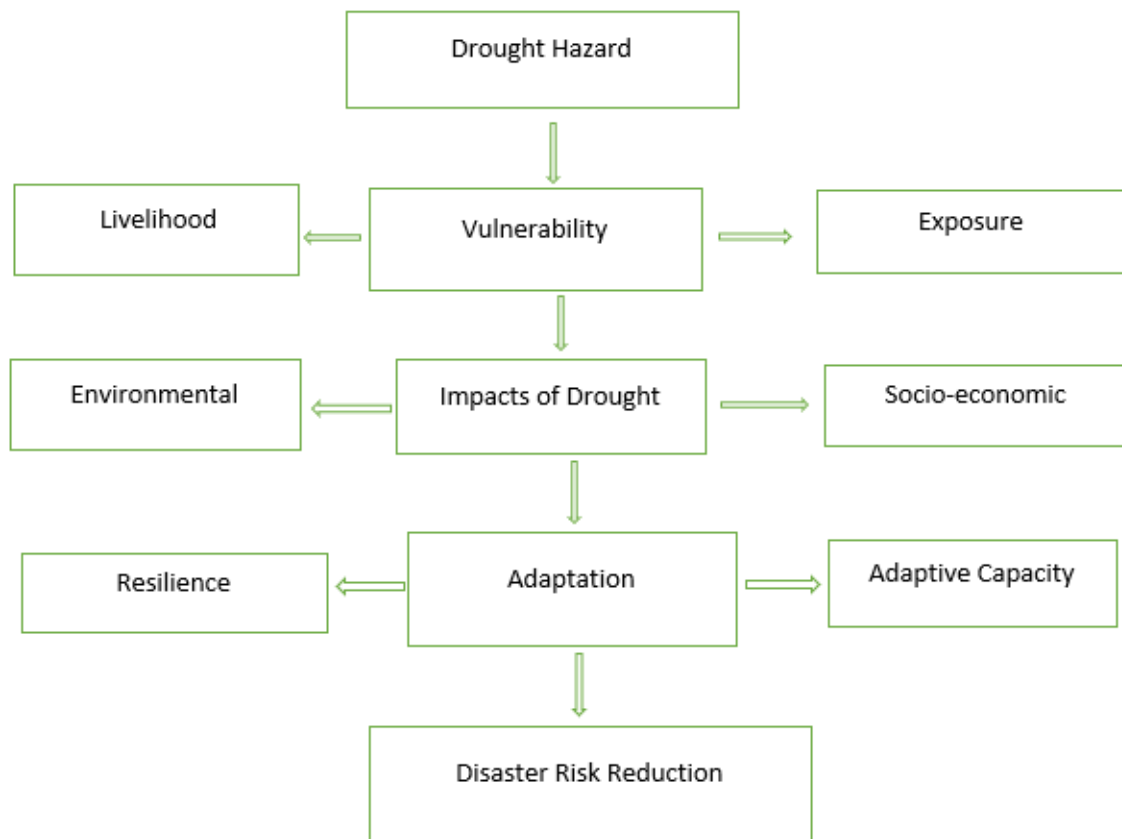 Drought Hazard
Livelihood
Vulnerability
Exposure
Environmental
Impacts of Drought
Socio-economic
Resilience
Adaptation
Adaptive Capacity
Disaster Risk Reduction